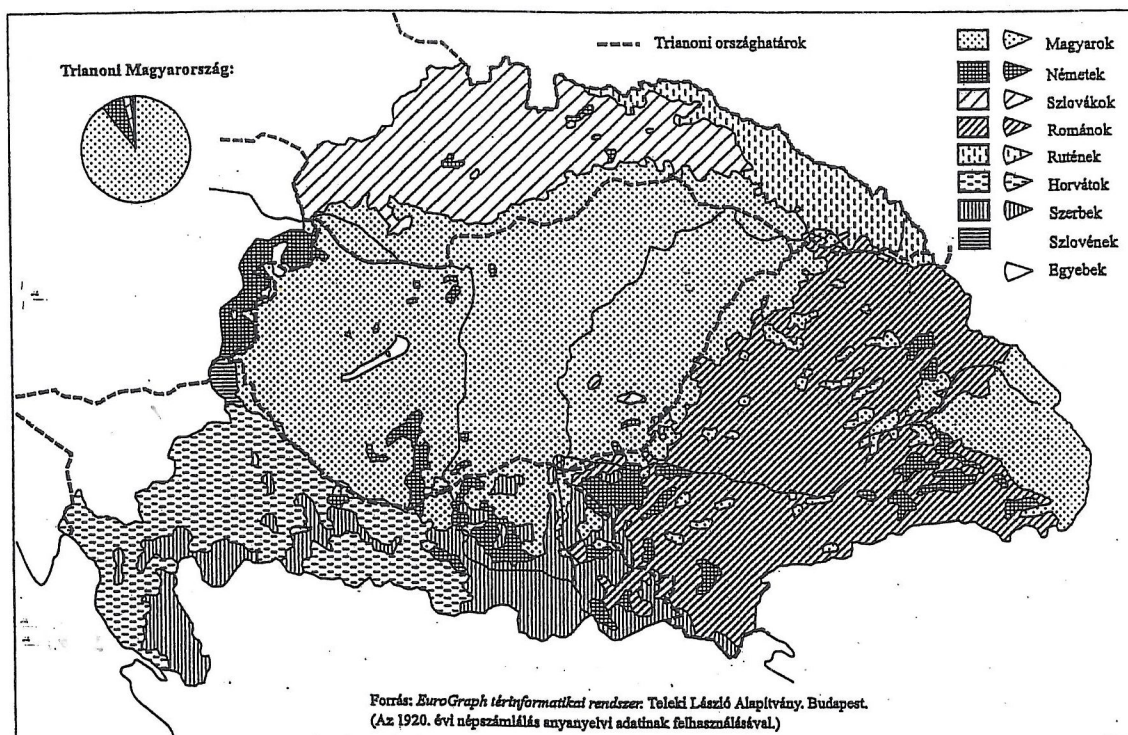 Trianoni országhatárok
Trianoni Magyarország:
Magyarok
Németek
Szlovákok
Románok
Rutének
Horvátok
Szerbek
Szlovének
Egyebek
Forrás: EuroGraph térinformatikai rendszer. Teleki László Alapítvány. Budapest.
(Az 1920. évi népszámlálás anyanyelvi adatinak felhasználásával.)